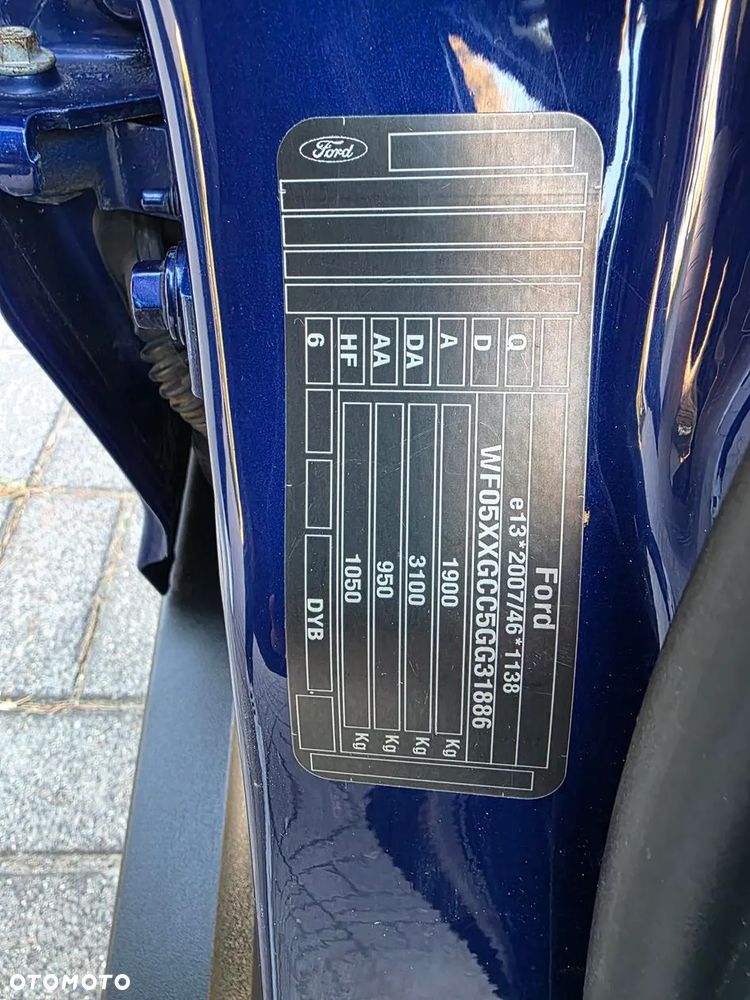 Ford
Ford
e13*2007/46*1138
WF05XXGCC5GG31886
1900 Kg
3100 Kg
950 Kg
1050 Kg
Q
D
A
DA
AA
HF
6
DYB
OTOMOTO